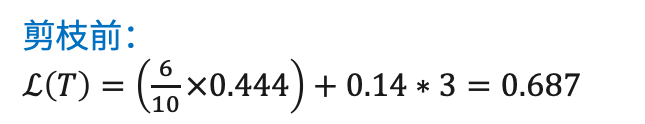 剪枝前：
ℒ(T) = (6/10 × 0.444) + 0.14 * 3 = 0.687